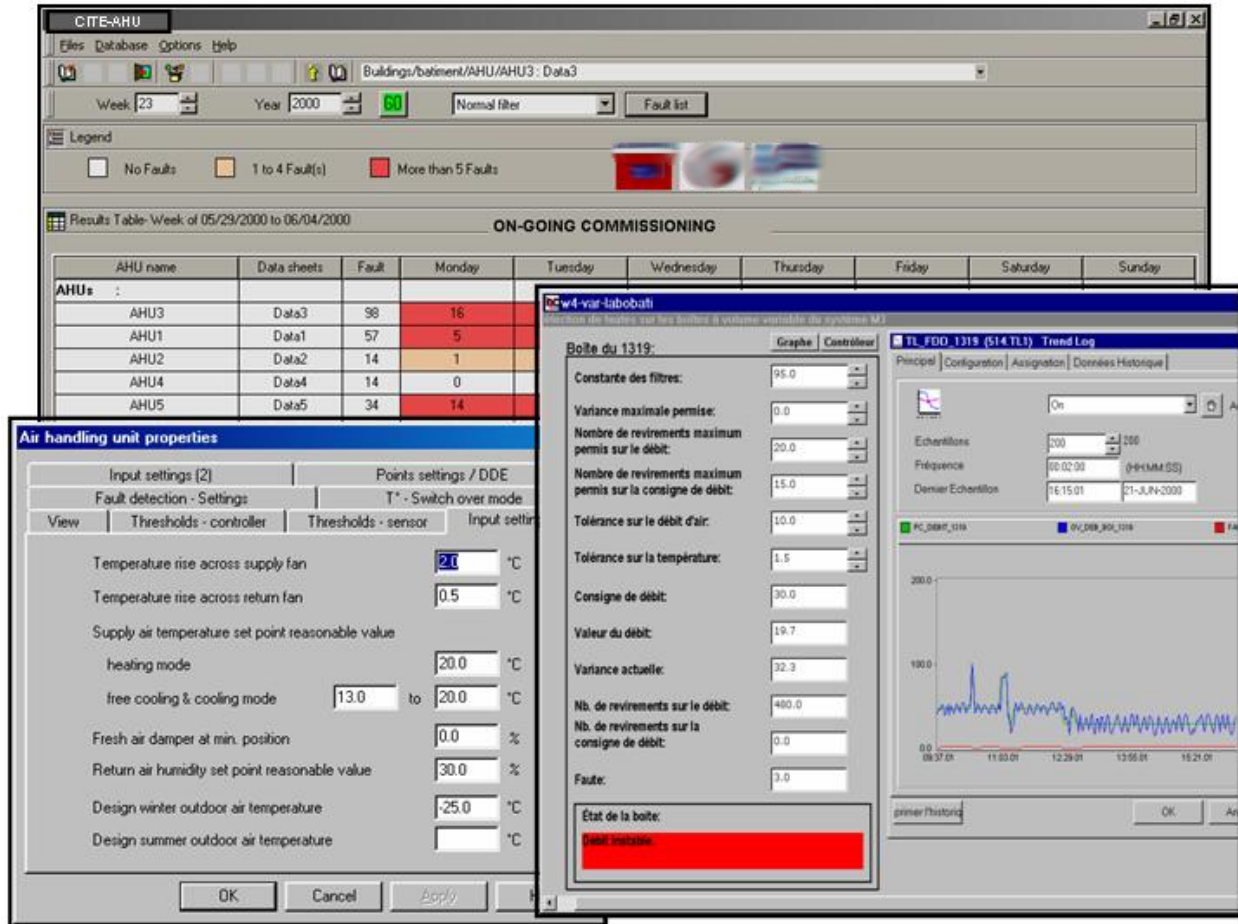 CITE-AHU
Files Database Options Help
Buildings/batiment/AHU/AHU3 : Data3
Week 23 Year 2000 GO Normal filter Fault list
Legend
No Faults 1 to 4 Fault(s) More than 5 Faults
Results Table- Week of 05/29/2000 to 06/04/2000
ON-GOING COMMISSIONING
AHU name Data sheets Fault Monday Tuesday Wednesday Thursday Friday Saturday Sunday
AHUs :
AHU3 Data3 98 16
AHU1 Data1 57 5
AHU2 Data2 14 1
AHU4 Data4 14 0
AHU5 Data5 34 14
Air handling unit properties
Input settings (2) Points settings / DDE
Fault detection - Settings T° - Switch over mode
View Thresholds - controller Thresholds - sensor Input settin
Temperature rise across supply fan 2.0 °C
Temperature rise across return fan 0.5 °C
Supply air temperature set point reasonable value
heating mode 20.0 °C
free cooling & cooling mode 13.0 to 20.0 °C
Fresh air damper at min. position 0.0 %
Return air humidity set point reasonable value 30.0 %
Design winter outdoor air temperature -25.0 °C
Design summer outdoor air temperature °C
OK Cancel Apply H
w4-var-labobati
sur les boîtes à volume variable du système M3
Boîte du 1319: Graphe Contrôleur
Constante des filtres: 95.0
Variance maximale permise: 0.0
Nombre de revirements maximum
permis sur le débit: 20.0
Nombre de revirements maximum
permis sur la consigne de débit: 15.0
Tolérance sur le débit d'air: 10.0
Tolérance sur la température: 1.5
Consigne de débit: 30.0
Valeur du débit: 19.7
Variance actuelle: 32.3
Nb. de revirements sur le débit: 480.0
Nb. de revirements sur la
consigne de débit: 0.0
Faute: 3.0
État de la boite:
Débit instable.
TL_FDD_1319 (514.TL1) Trend Log
Principal Configuration Assignation Données Historique
On
Echantillons 200 200
Fréquence 00:02:00 (HH:MM:SS)
Dernier Echantillon 16:15:01 21-JUN-2000
PC_DEBIT_1319
200.0
100.0
0.0
09:37:01 11:03:01 12:29:01 13:55:01 15:21:01
primer l'historiq OK